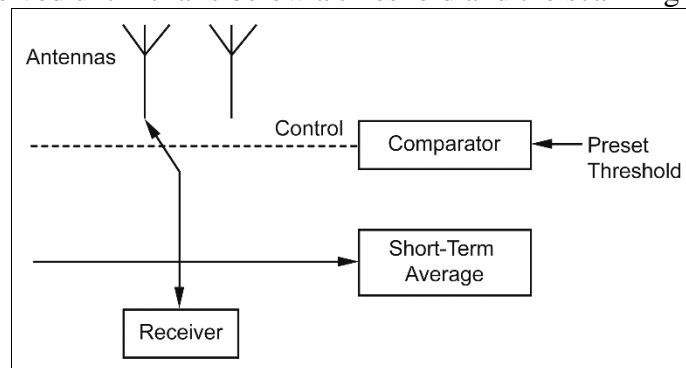 Antennas
Control
Comparator
Preset
Threshold
Short-Term
Average
Receiver